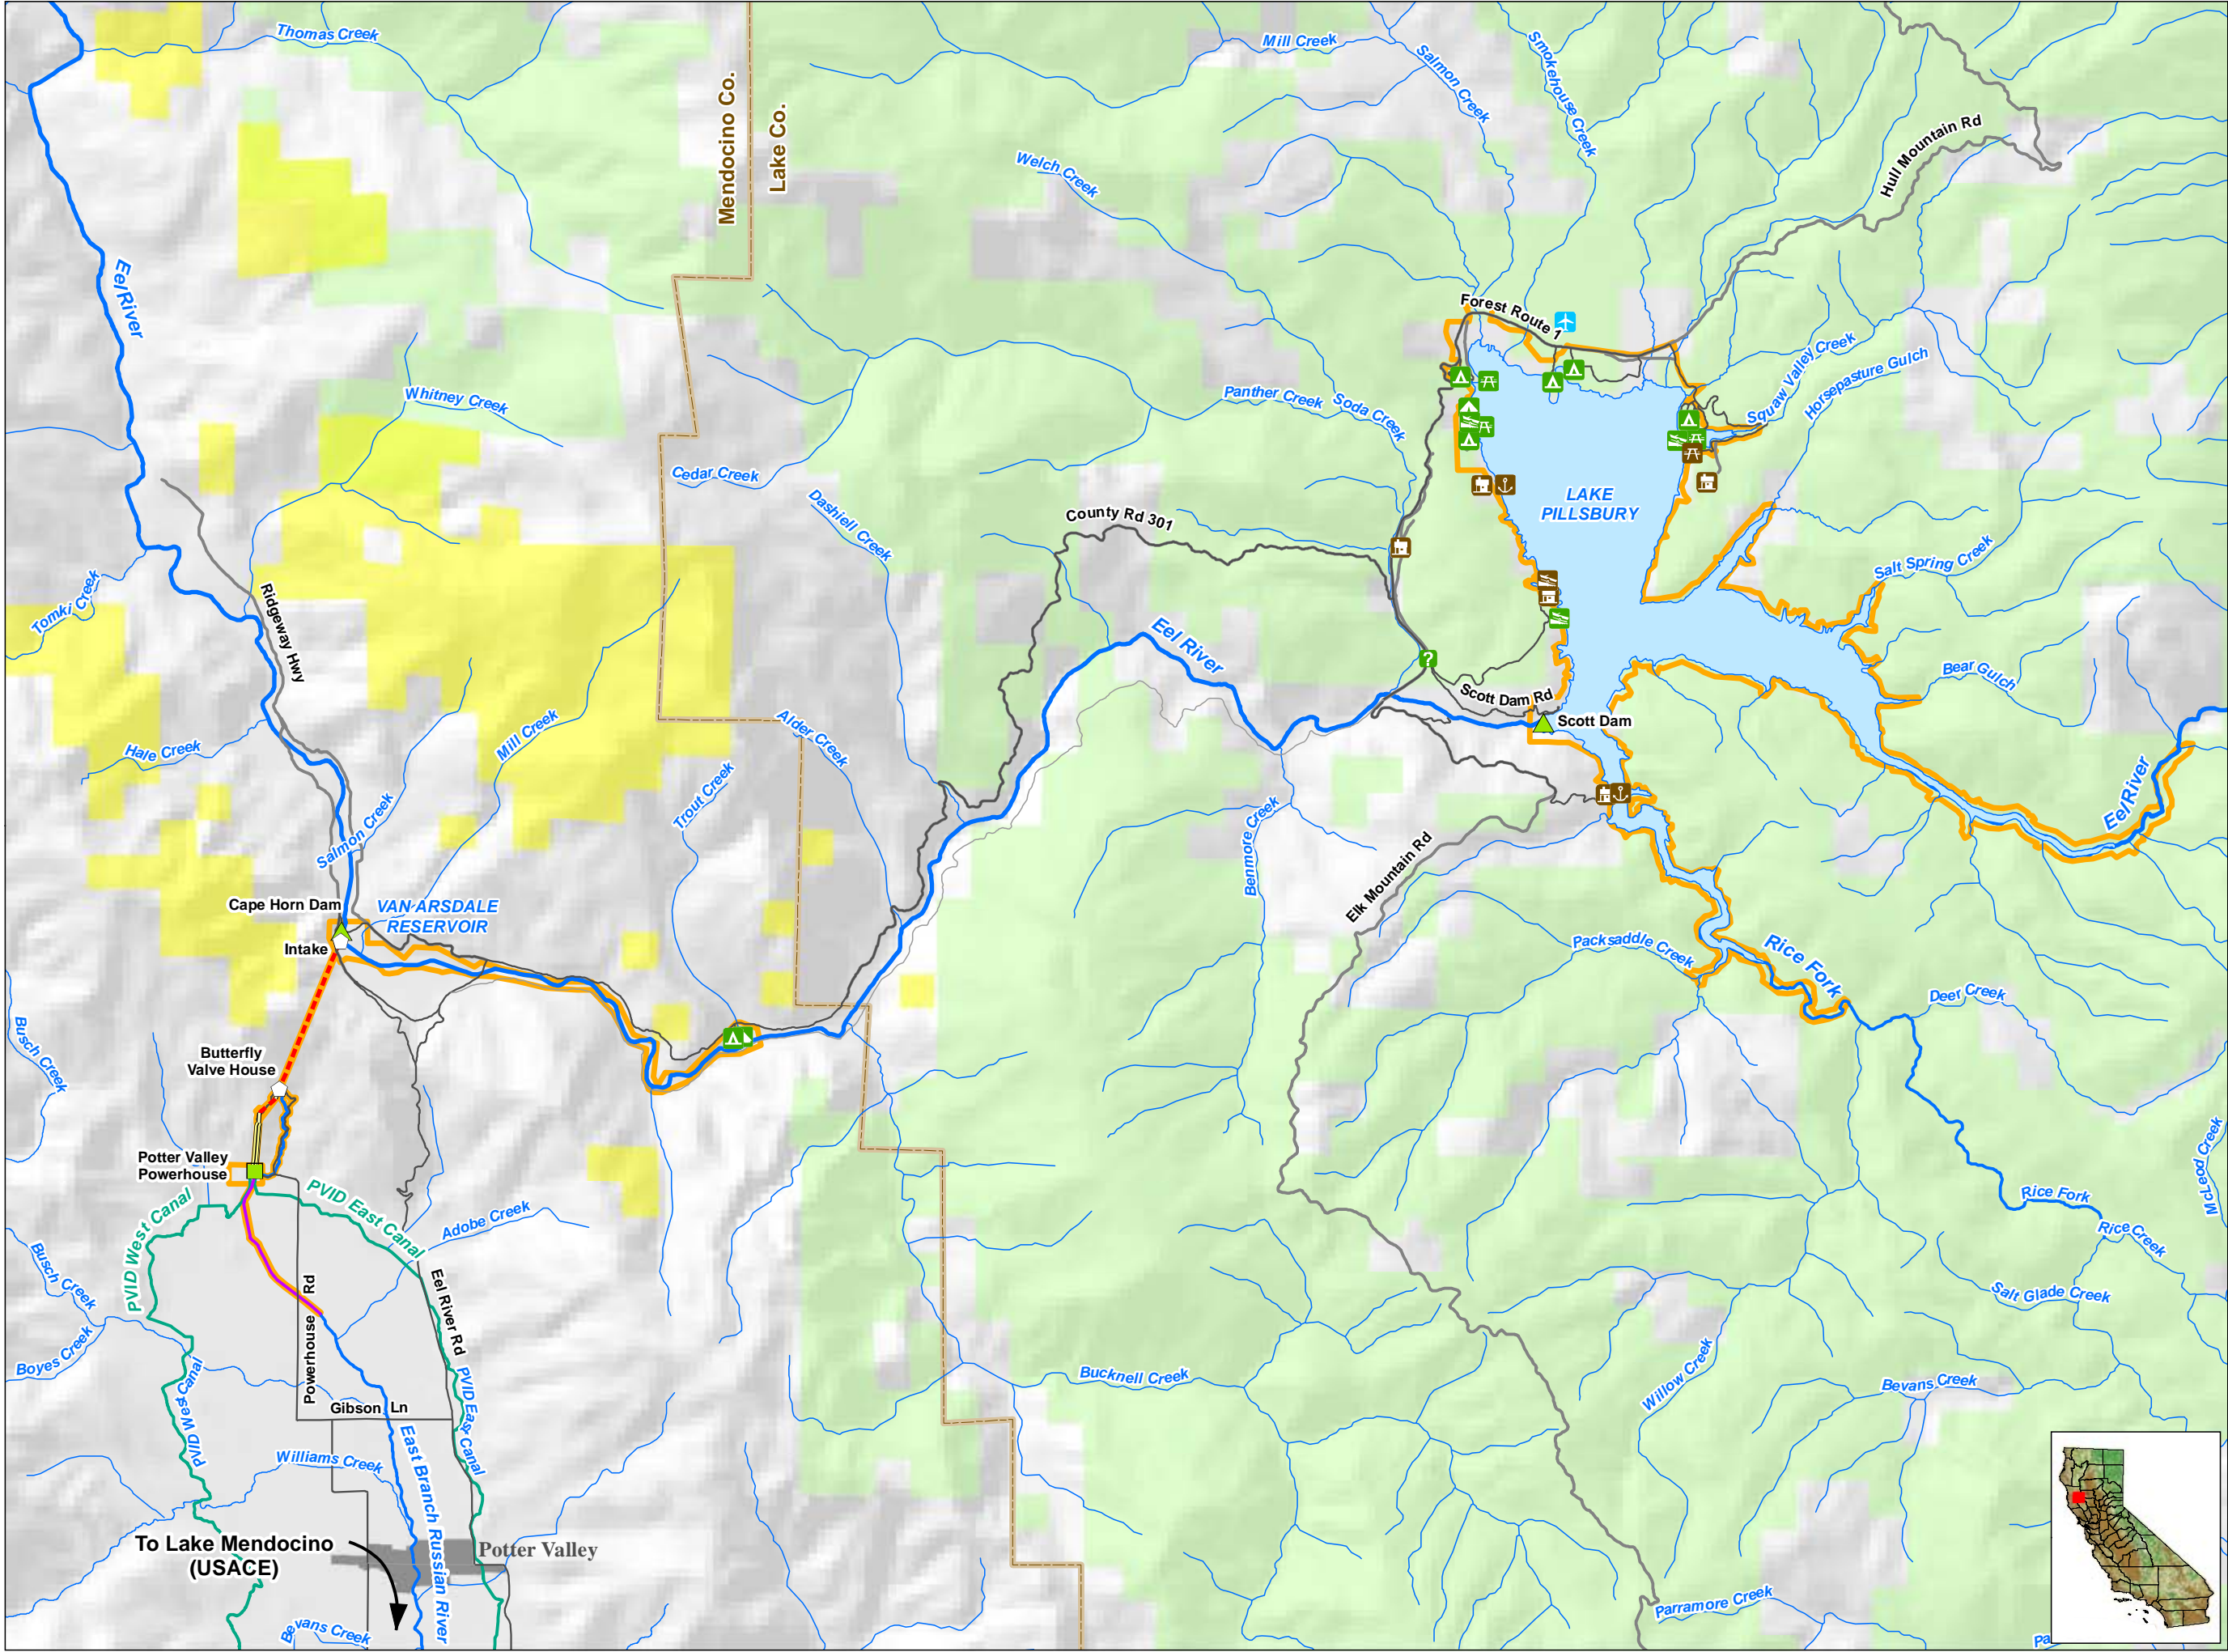 Thomas Creek
Mendocino Co.
Lake Co.
Mill Creek
Salmon Creek
Smokehouse Creek
Hull Mountain Rd
Welch Creek
Eel River
Forest Route 1
Squaw Valley Creek
Horsepasture Gulch
Whitney Creek
Panther Creek
Soda Creek
Cedar Creek
Dashiell Creek
County Rd 301
LAKE
PILLSBURY
Salt Spring Creek
Tomki Creek
Ridgeway Hwy
Eel River
?
Bear Gulch
Scott Dam Rd
Scott Dam
Hale Creek
Mill Creek
Alder Creek
Trout Creek
Salmon Creek
Benmore Creek
Elk Mountain Rd
Eel River
Cape Horn Dam
VAN ARSDALE
RESERVOIR
Intake
Packsaddle Creek
Rice Fork
Deer Creek
Busch Creek
Butterfly
Valve House
Potter Valley
Powerhouse
PVID West Canal
PVID East Canal
Adobe Creek
McLeod Creek
Rice Fork
Rice Creek
Busch Creek
Boyes Creek
Powerhouse Rd
Eel River Rd
Salt Glade Creek
PVID West Canal
PVID East Canal
Gibson Ln
Bucknell Creek
Willow Creek
Bevans Creek
Williams Creek
East Branch Russian River
To Lake Mendocino
(USACE)
Potter Valley
Bevans Creek
Parramore Creek
Pa